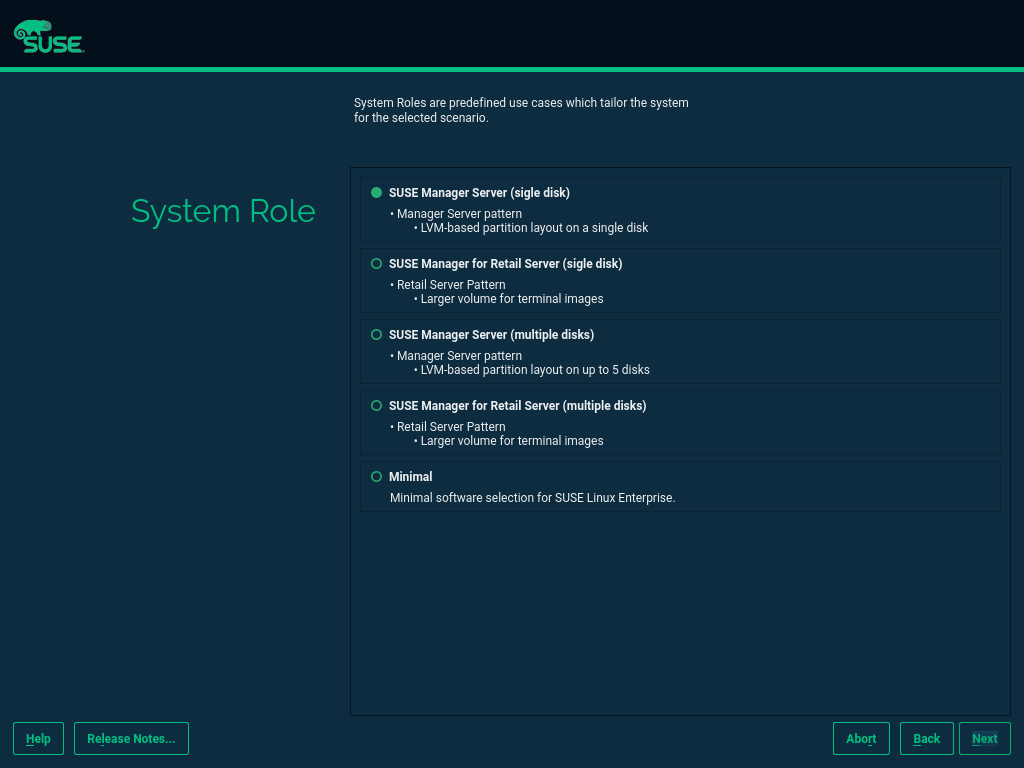 SUSE
System Roles are predefined use cases which tailor the system
for the selected scenario.
System Role
SUSE Manager Server (sigle disk)
• Manager Server pattern
• LVM-based partition layout on a single disk
SUSE Manager for Retail Server (sigle disk)
• Retail Server Pattern
• Larger volume for terminal images
SUSE Manager Server (multiple disks)
• Manager Server pattern
• LVM-based partition layout on up to 5 disks
SUSE Manager for Retail Server (multiple disks)
• Retail Server Pattern
• Larger volume for terminal images
Minimal
Minimal software selection for SUSE Linux Enterprise.
Help Release Notes... Abort Back Next